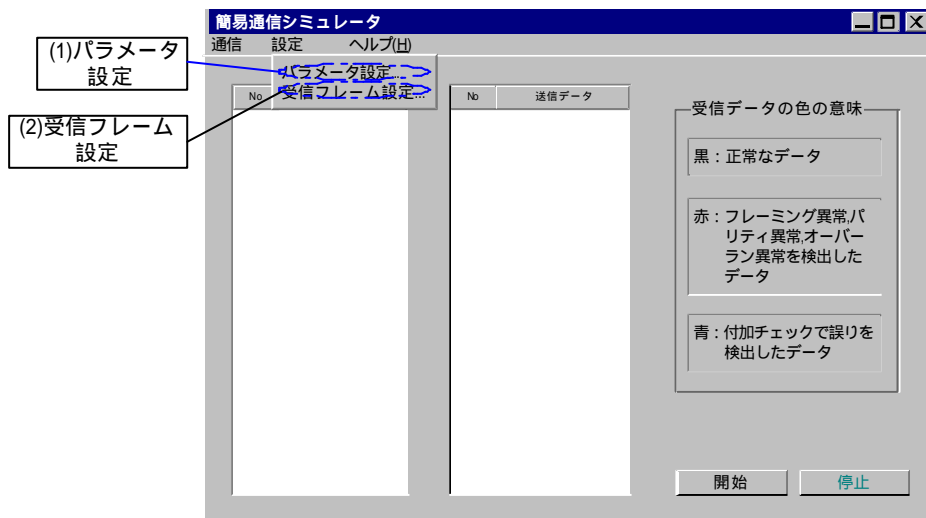 簡易通信シミュレータ
通信 設定 ヘルプ(H)
(1)パラメータ
設定
パラメータ設定...
受信フレーム設定...
(2)受信フレーム
設定
No
No 送信データ
受信データの色の意味
黒：正常なデータ
赤：フレーミング異常,パ
リティ異常,オーバー
ラン異常を検出した
データ
青：付加チェックで誤りを
検出したデータ
開始 停止